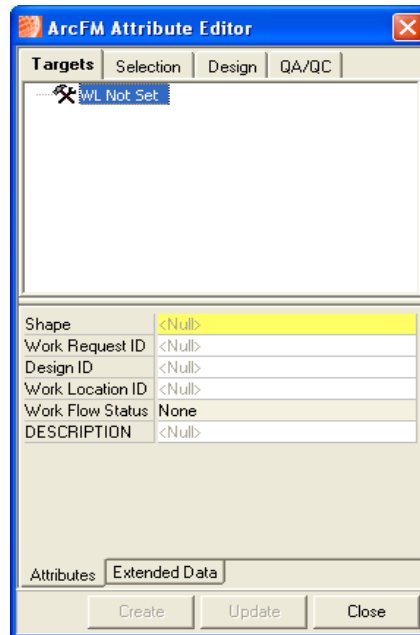 ArcFM Attribute Editor
Targets Selection Design QA/QC
WL Not Set
Shape <Null>
Work Request ID <Null>
Design ID <Null>
Work Location ID <Null>
Work Flow Status None
DESCRIPTION <Null>
Attributes Extended Data
Create Update Close